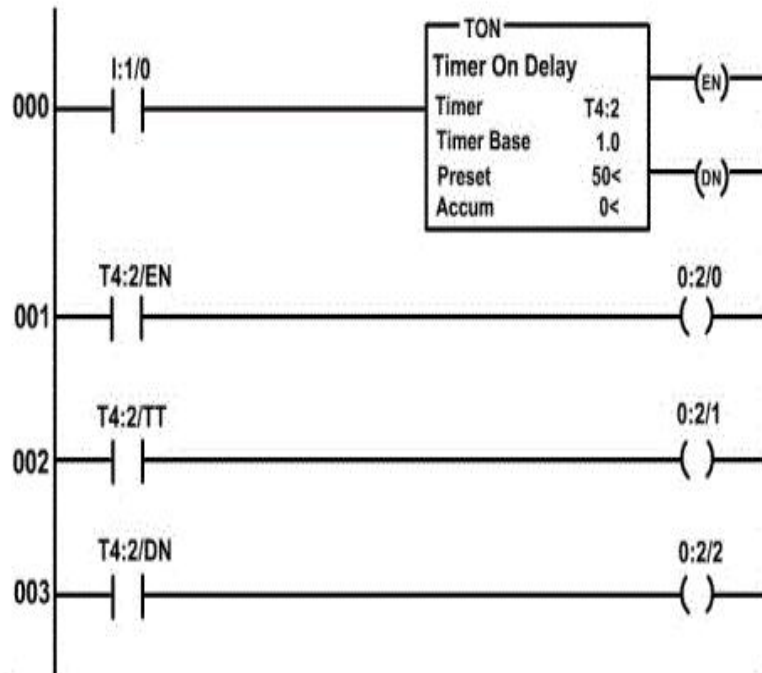 TON
I:1/0
Timer On Delay
EN
000
Timer T4:2
Timer Base 1.0
Preset 50<
DN
Accum 0<
T4:2/EN 0:2/0
001
T4:2/TT 0:2/1
002
T4:2/DN 0:2/2
003